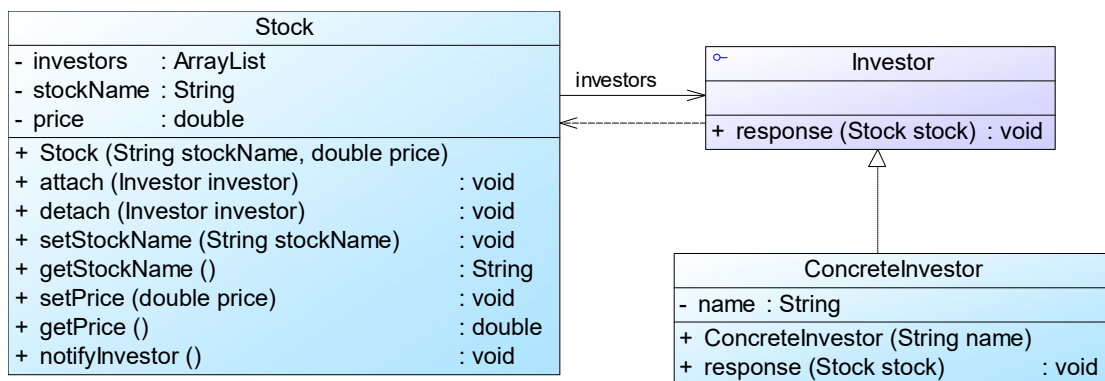 Stock
- investors : ArrayList
- stockName : String
- price : double
+ Stock (String stockName, double price)
+ attach (Investor investor) : void
+ detach (Investor investor) : void
+ setStockName (String stockName) : void
+ getStockName () : String
+ setPrice (double price) : void
+ getPrice () : double
+ notifyInvestor () : void
investors
Investor
+ response (Stock stock) : void
ConcreteInvestor
- name : String
+ ConcreteInvestor (String name)
+ response (Stock stock) : void